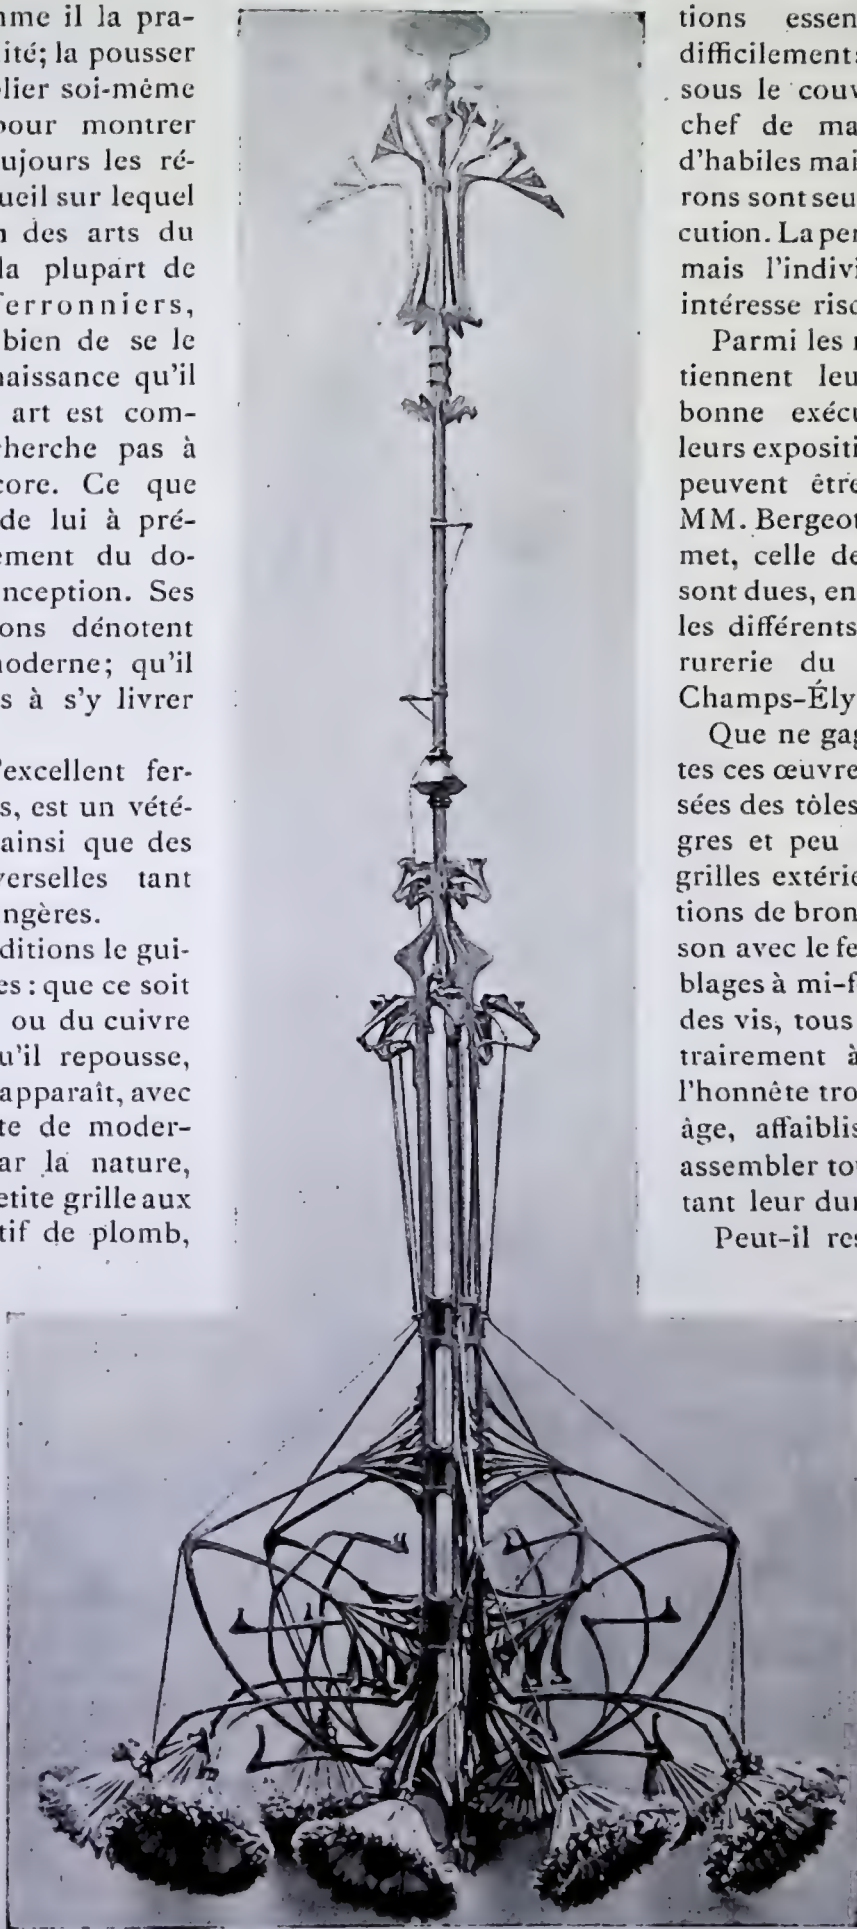 me il la pra-
ité; la pousser
lier soi-même
pour montrer
ujours les ré-
ueil sur lequel
n des arts du
la plupart de
ferronniers,
bien de se le
naissance qu'il
art est com-
herche pas à
core. Ce que
de lui à pré-
ement du do-
nception. Ses
ons dénotent
moderne; qu'il
s à s'y livrer
'excellent fer-
s, est un vété-
ainsi que des
verselles tant
ngères.
ditions le gui-
es : que ce soit
ou du cuivre
u'il repousse,
apparaît, avec
te de moder-
ar la nature,
etite grille aux
tif de plomb,
tions essen
difficilement
sous le couv
chef de ma
d'habiles mai
rons sont seu
cution. La per
mais l'indivi
intéresse riso
Parmi les r
tiennent leu
bonne exécu
leurs expositi
peuvent être
MM. Bergeot
met, celle de
sont dues, en
les différents
rurerie du
Champs-Ély
Que ne gag
tes ces œuvre
sées des tôles
gres et peu
grilles extérie
tions de bron
son avec le fe
blages à mi-f
des vis, tous
trairement à
l'honnête tro
âge, affaiblis
assembler tou
tant leur dur
Peut-il res